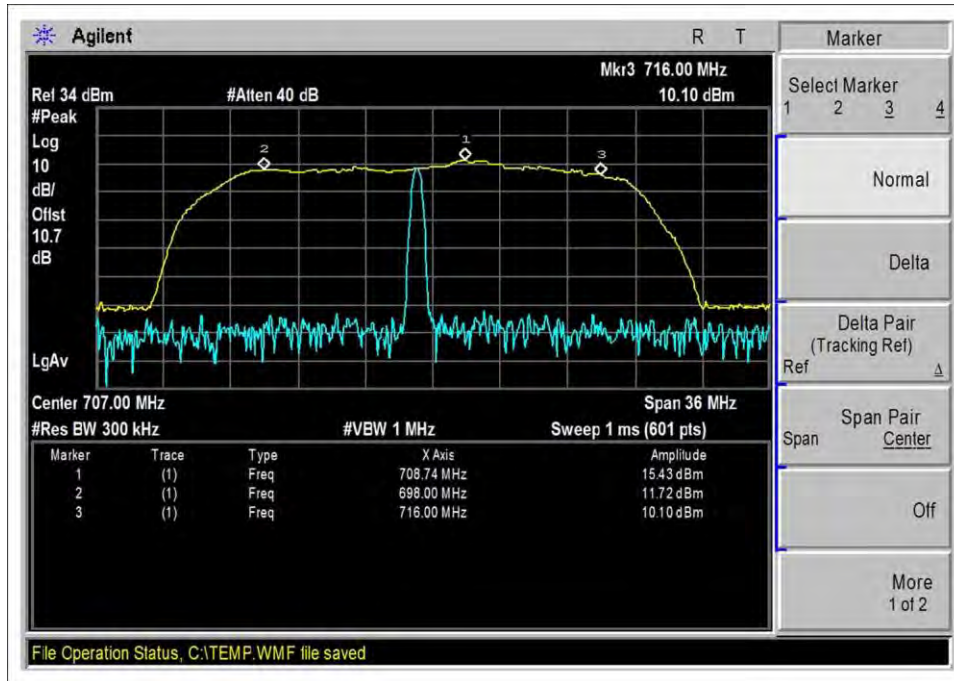 Agilent
R T
Marker
Mkr3 716.00 MHz
Ref 34 dBm #Atten 40 dB 10.10 dBm
#Peak
Log
10
dB/
Offst
10.7
dB
LgAv
2
1
3
Center 707.00 MHz Span 36 MHz
#Res BW 300 kHz #VBW 1 MHz Sweep 1 ms (601 pts)
Marker Trace Type X Axis Amplitude
1 (1) Freq 708.74 MHz 15.43 dBm
2 (1) Freq 698.00 MHz 11.72 dBm
3 (1) Freq 716.00 MHz 10.10 dBm
File Operation Status, C:\TEMP.WMF file saved
Select Marker
1 2 3 4
Normal
Delta
Delta Pair
(Tracking Ref)
Ref Δ
Span Pair
Span Center
Off
More
1 of 2